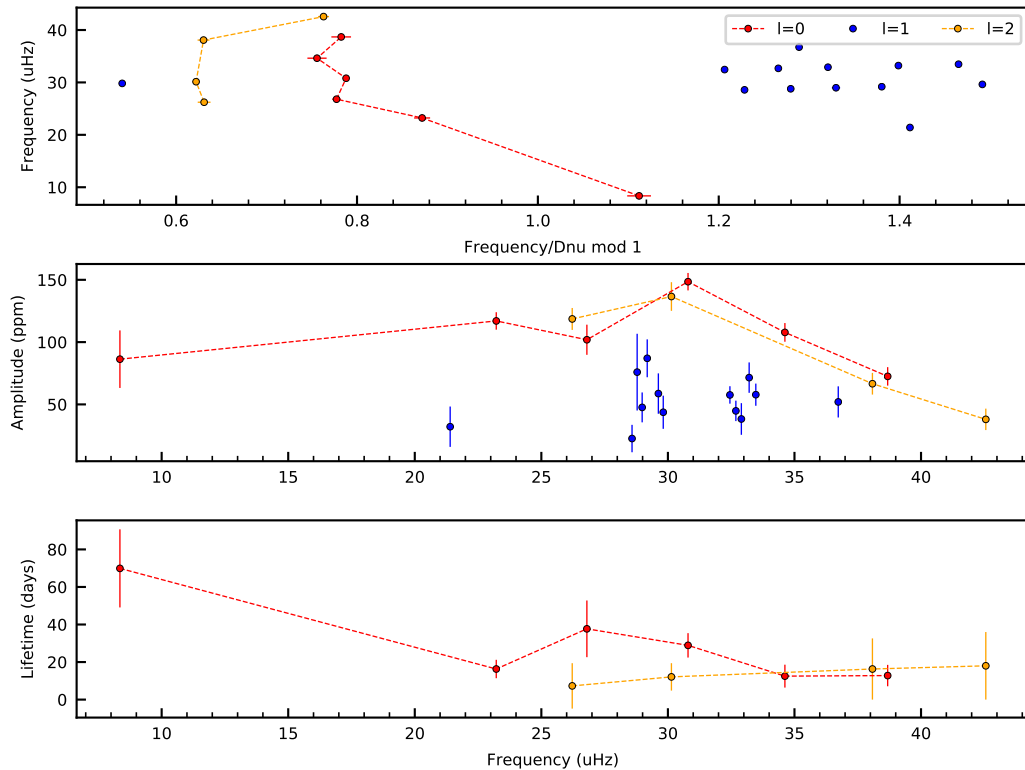 40
30
20
10
Frequency (uHz)
l=0 l=1 l=2
0.6 0.8 1.0 1.2 1.4
Frequency/Dnu mod 1
150
100
50
Amplitude (ppm)
10 15 20 25 30 35 40
80
60
40
20
0
Lifetime (days)
10 15 20 25 30 35 40
Frequency (uHz)